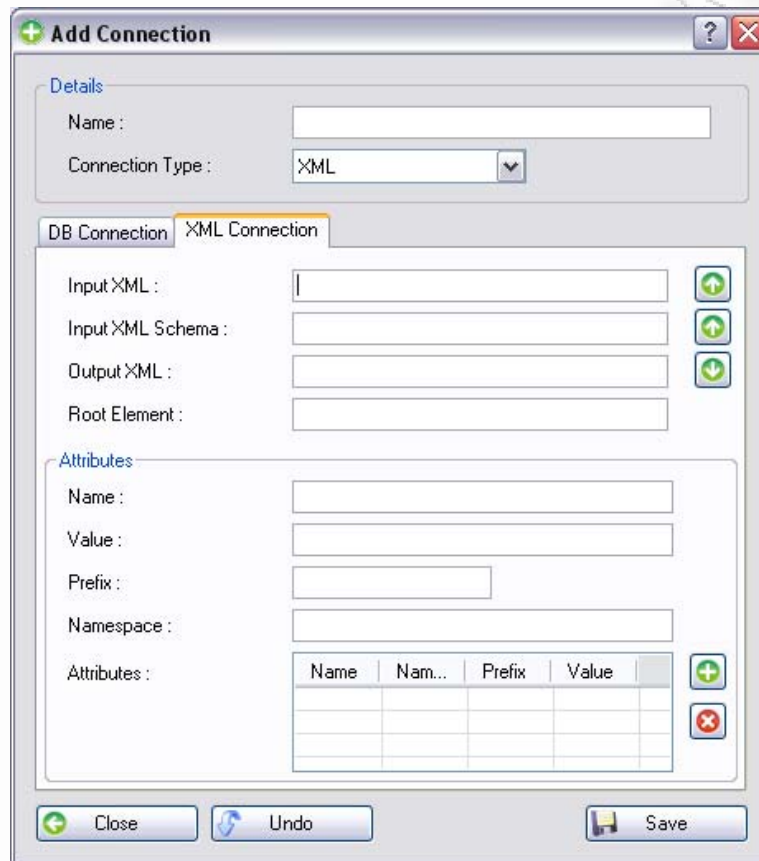 Add Connection
Details
Name :
Connection Type : XML
DB Connection XML Connection
Input XML :
Input XML Schema :
Output XML :
Root Element :
Attributes
Name :
Value :
Prefix :
Namespace :
Attributes : Name Nam... Prefix Value
Close Undo Save